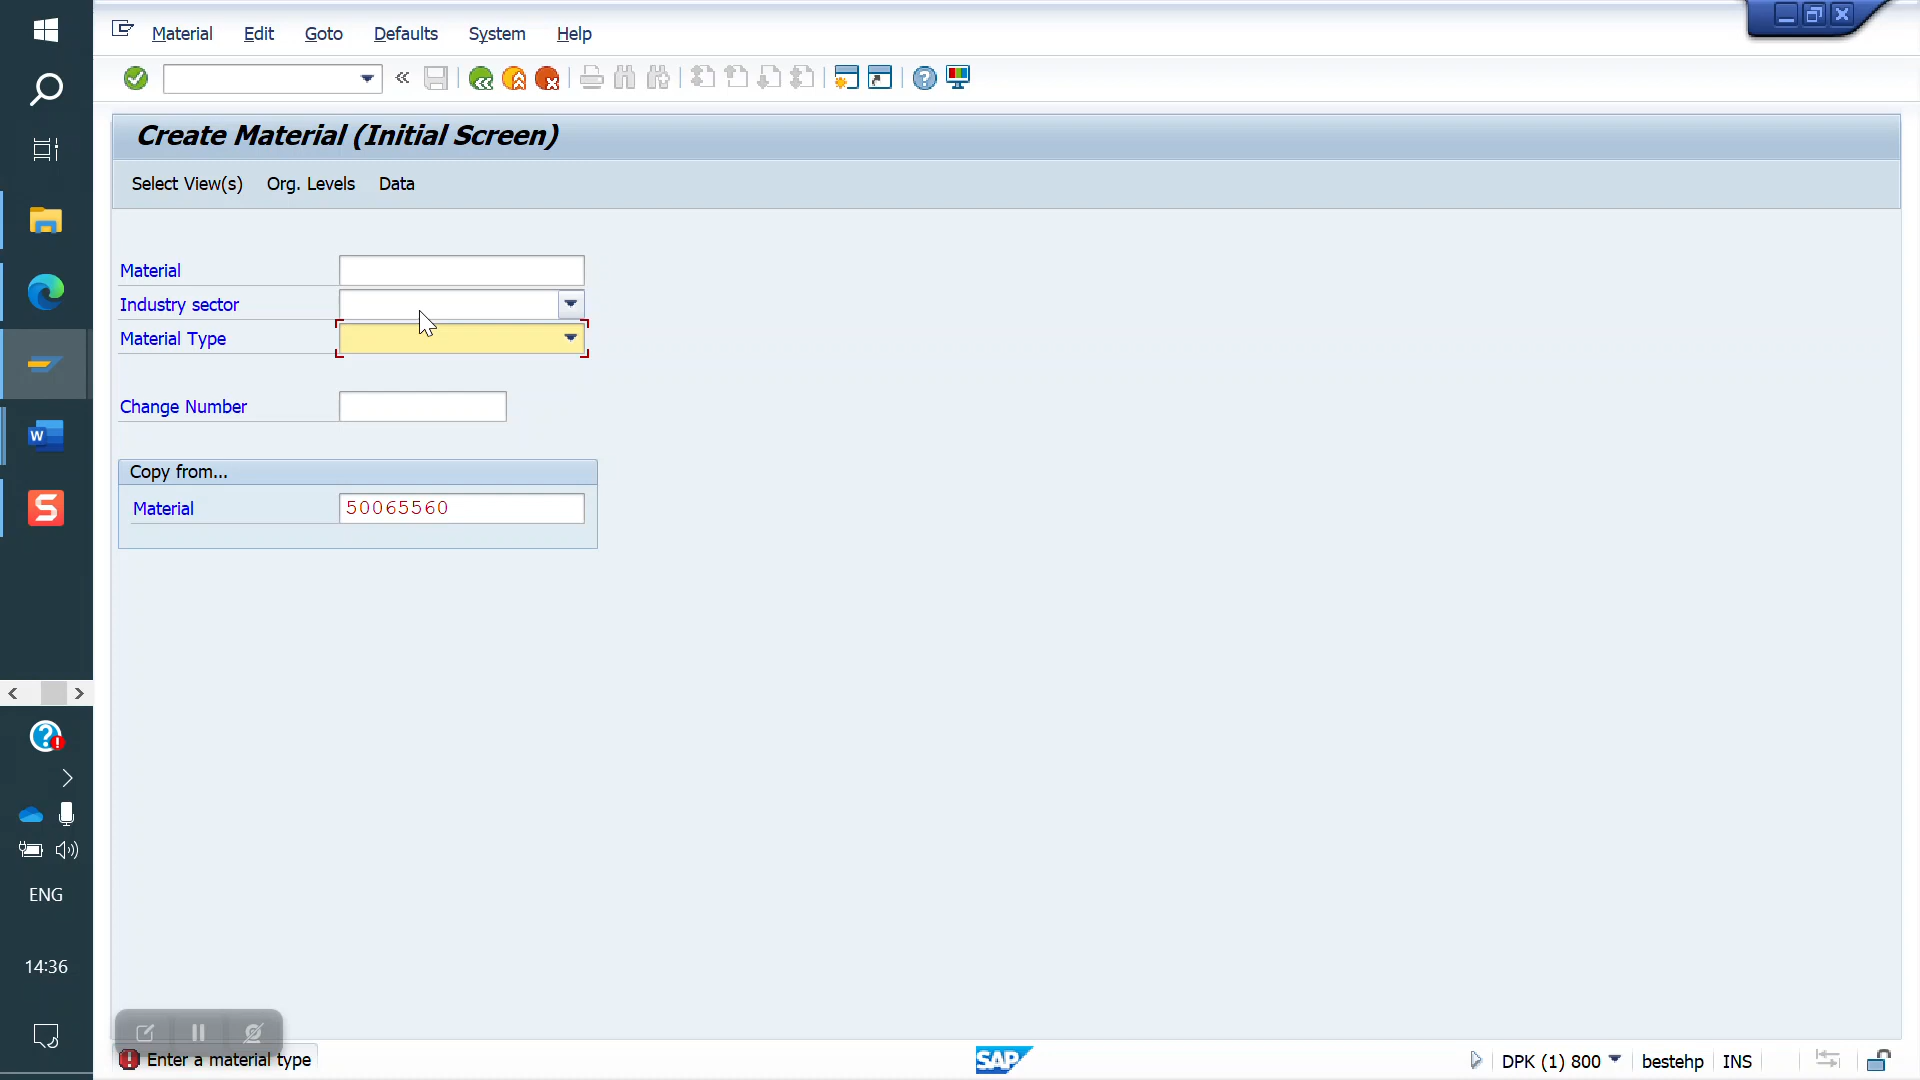 Material Edit Goto Defaults System Help
Create Material (Initial Screen)
Select View(s) Org. Levels Data
Material
Industry sector
Material Type
Change Number
Copy from...
Material 50065560
W
S
ENG
14:36
Enter a material type
SAP
DPK (1) 800 bestehp INS